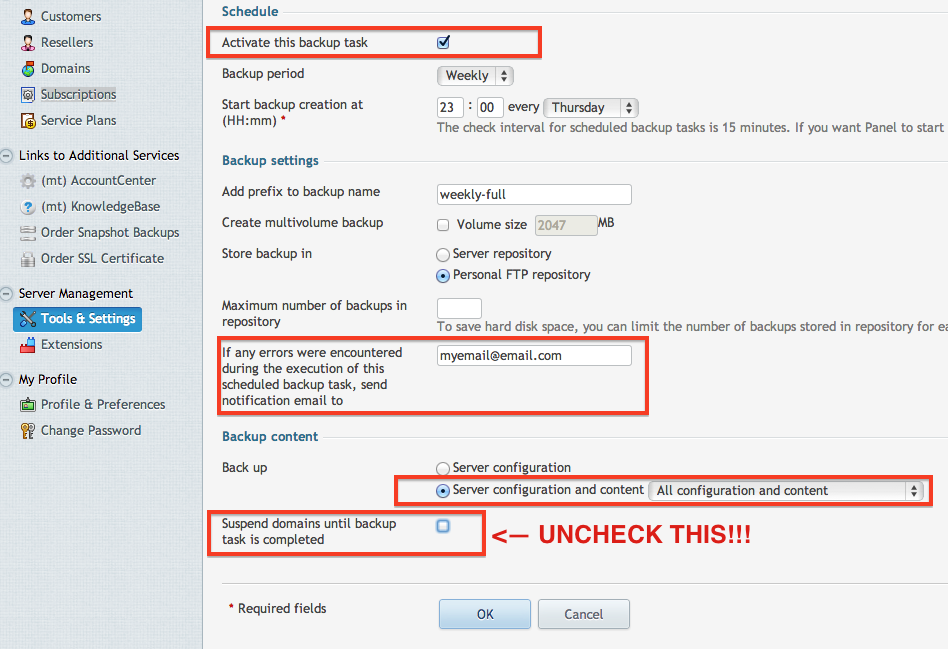 Customers
Resellers
Domains
Subscriptions
Service Plans
Links to Additional Services
(mt) AccountCenter
(mt) KnowledgeBase
Order Snapshot Backups
Order SSL Certificate
Server Management
Tools & Settings
Extensions
My Profile
Profile & Preferences
Change Password
Schedule
Activate this backup task
Backup period Weekly
Start backup creation at
(HH:mm) *
23 : 00 every Thursday
The check interval for scheduled backup tasks is 15 minutes. If you want Panel to start
Backup settings
Add prefix to backup name weekly-full
Create multivolume backup Volume size 2047 MB
Store backup in Server repository
Personal FTP repository
Maximum number of backups in
repository
To save hard disk space, you can limit the number of backups stored in repository for ea
If any errors were encountered
during the execution of this
scheduled backup task, send
notification email to
myemail@email.com
Backup content
Back up Server configuration
Server configuration and content All configuration and content
Suspend domains until backup
task is completed
<— UNCHECK THIS!!!
* Required fields OK Cancel